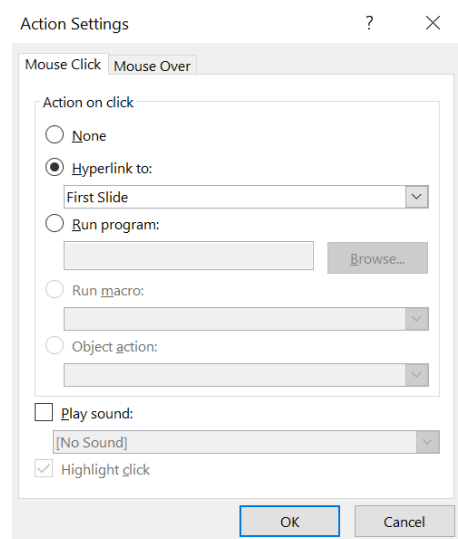 Action Settings ? ×
Mouse Click Mouse Over
Action on click
None
Hyperlink to:
First Slide
Run program:
Browse...
Run macro:
Object action:
Play sound:
[No Sound]
Highlight click
OK Cancel